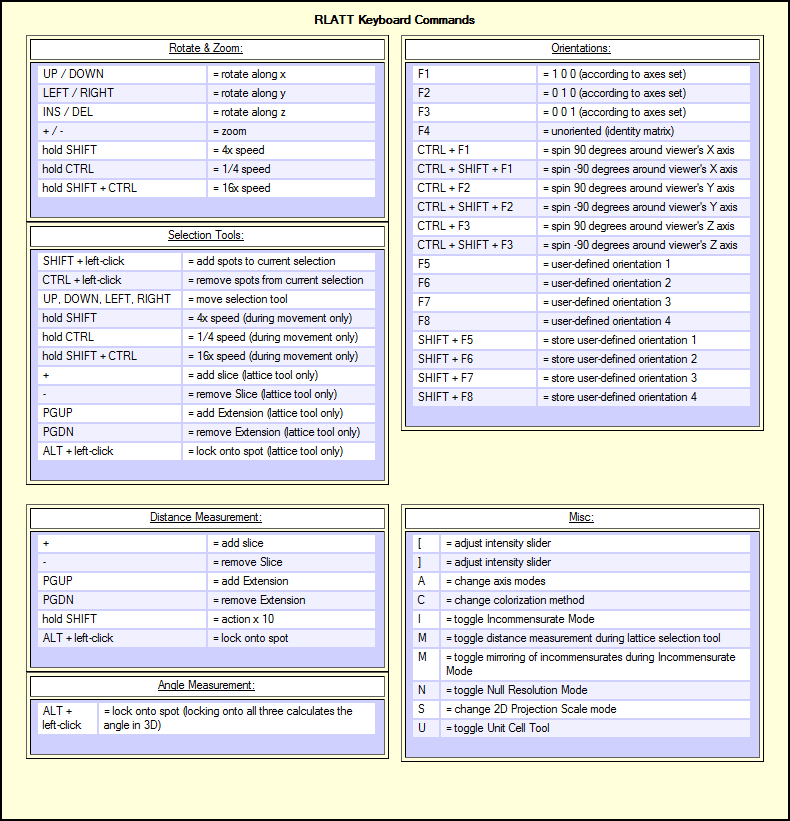 RLATT Keyboard Commands
Rotate & Zoom:
UP / DOWN = rotate along x
LEFT / RIGHT = rotate along y
INS / DEL = rotate along z
+ / - = zoom
hold SHIFT = 4x speed
hold CTRL = 1/4 speed
hold SHIFT + CTRL = 16x speed
Selection Tools:
SHIFT + left-click = add spots to current selection
CTRL + left-click = remove spots from current selection
UP, DOWN, LEFT, RIGHT = move selection tool
hold SHIFT = 4x speed (during movement only)
hold CTRL = 1/4 speed (during movement only)
hold SHIFT + CTRL = 16x speed (during movement only)
+ = add slice (lattice tool only)
- = remove Slice (lattice tool only)
PGUP = add Extension (lattice tool only)
PGDN = remove Extension (lattice tool only)
ALT + left-click = lock onto spot (lattice tool only)
Orientations:
F1 = 1 0 0 (according to axes set)
F2 = 0 1 0 (according to axes set)
F3 = 0 0 1 (according to axes set)
F4 = unoriented (identity matrix)
CTRL + F1 = spin 90 degrees around viewer's X axis
CTRL + SHIFT + F1 = spin -90 degrees around viewer's X axis
CTRL + F2 = spin 90 degrees around viewer's Y axis
CTRL + SHIFT + F2 = spin -90 degrees around viewer's Y axis
CTRL + F3 = spin 90 degrees around viewer's Z axis
CTRL + SHIFT + F3 = spin -90 degrees around viewer's Z axis
F5 = user-defined orientation 1
F6 = user-defined orientation 2
F7 = user-defined orientation 3
F8 = user-defined orientation 4
SHIFT + F5 = store user-defined orientation 1
SHIFT + F6 = store user-defined orientation 2
SHIFT + F7 = store user-defined orientation 3
SHIFT + F8 = store user-defined orientation 4
Distance Measurement:
+ = add slice
- = remove Slice
PGUP = add Extension
PGDN = remove Extension
hold SHIFT = action x 10
ALT + left-click = lock onto spot
Angle Measurement:
ALT + = lock onto spot (locking onto all three calculates the
left-click angle in 3D)
Misc:
[ = adjust intensity slider
] = adjust intensity slider
A = change axis modes
C = change colorization method
I = toggle Incommensurate Mode
M = toggle distance measurement during lattice selection tool
M = toggle mirroring of incommensurates during Incommensurate
Mode
N = toggle Null Resolution Mode
S = change 2D Projection Scale mode
U = toggle Unit Cell Tool